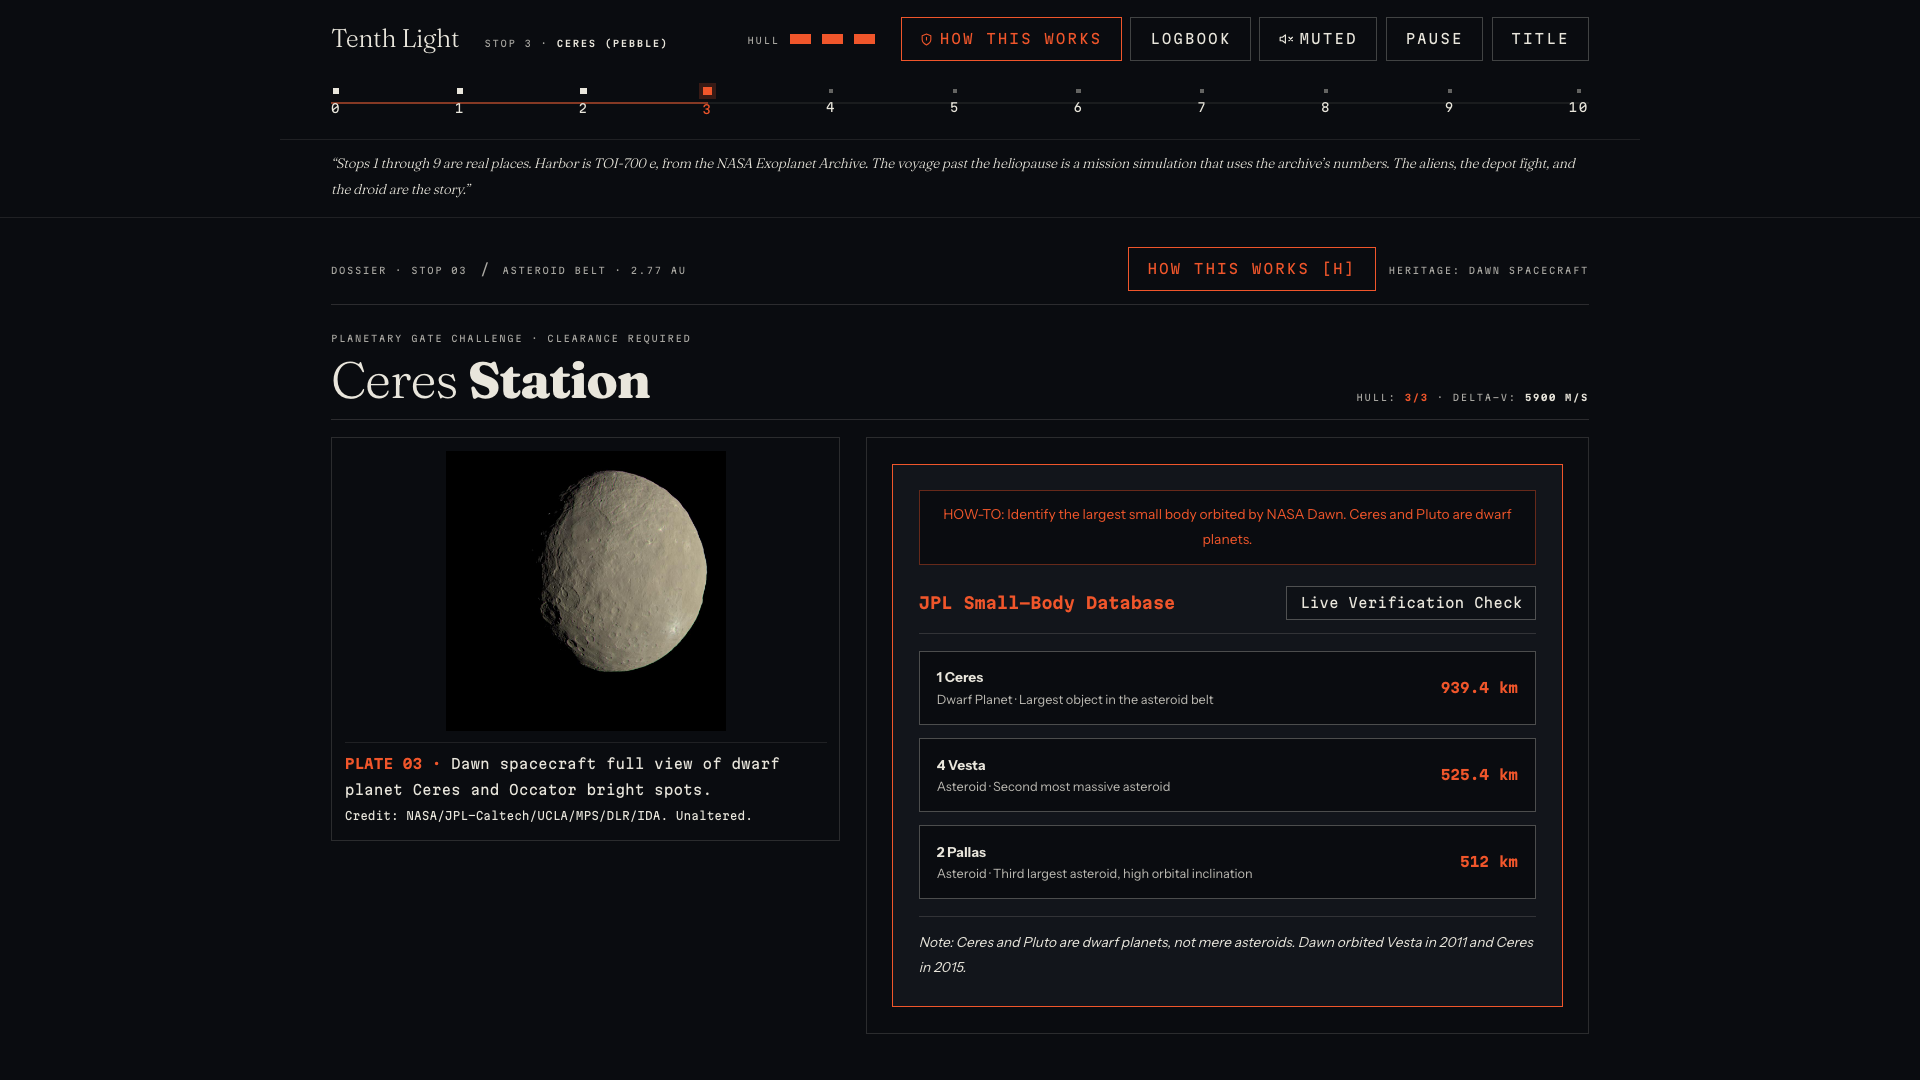 Tenth Light
STOP 3 · CERES (PEBBLE)
HULL
HOW THIS WORKS
LOGBOOK
MUTED
PAUSE
TITLE
0 1 2 3 4 5 6 7 8 9 10
“Stops 1 through 9 are real places. Harbor is TOI-700 e, from the NASA Exoplanet Archive. The voyage past the heliopause is a mission simulation that uses the archive’s numbers. The aliens, the depot fight, and
the droid are the story.”
DOSSIER · STOP 03 / ASTEROID BELT · 2.77 AU
HOW THIS WORKS [H]
HERITAGE: DAWN SPACECRAFT
PLANETARY GATE CHALLENGE · CLEARANCE REQUIRED
Ceres Station
HULL: 3/3 · DELTA-V: 5900 M/S
PLATE 03 · Dawn spacecraft full view of dwarf
planet Ceres and Occator bright spots.
Credit: NASA/JPL-Caltech/UCLA/MPS/DLR/IDA. Unaltered.
HOW-TO: Identify the largest small body orbited by NASA Dawn. Ceres and Pluto are dwarf
planets.
JPL Small-Body Database
Live Verification Check
1 Ceres
Dwarf Planet · Largest object in the asteroid belt
939.4 km
4 Vesta
Asteroid · Second most massive asteroid
525.4 km
2 Pallas
Asteroid · Third largest asteroid, high orbital inclination
512 km
Note: Ceres and Pluto are dwarf planets, not mere asteroids. Dawn orbited Vesta in 2011 and Ceres
in 2015.